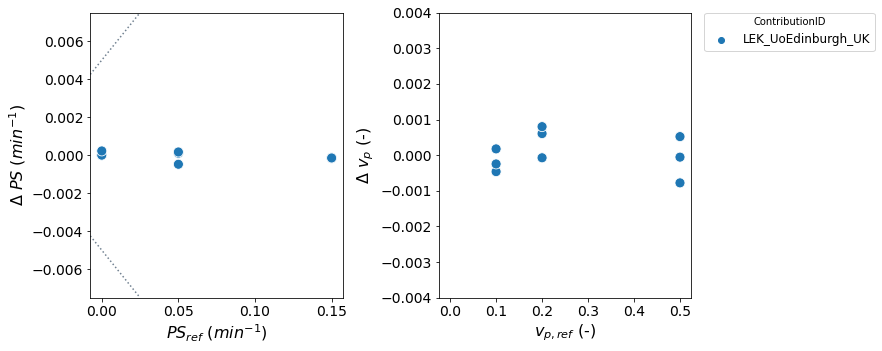 0.006
0.004
0.002
0.000
−0.002
−0.004
−0.006
Δ PS (min⁻¹)
0.00 0.05 0.10 0.15
PS_ref (min⁻¹)
0.004
0.003
0.002
0.001
0.000
−0.001
−0.002
−0.003
−0.004
Δ v_p (-)
0.0 0.1 0.2 0.3 0.4 0.5
v_p, ref (-)
ContributionID
LEK_UoEdinburgh_UK